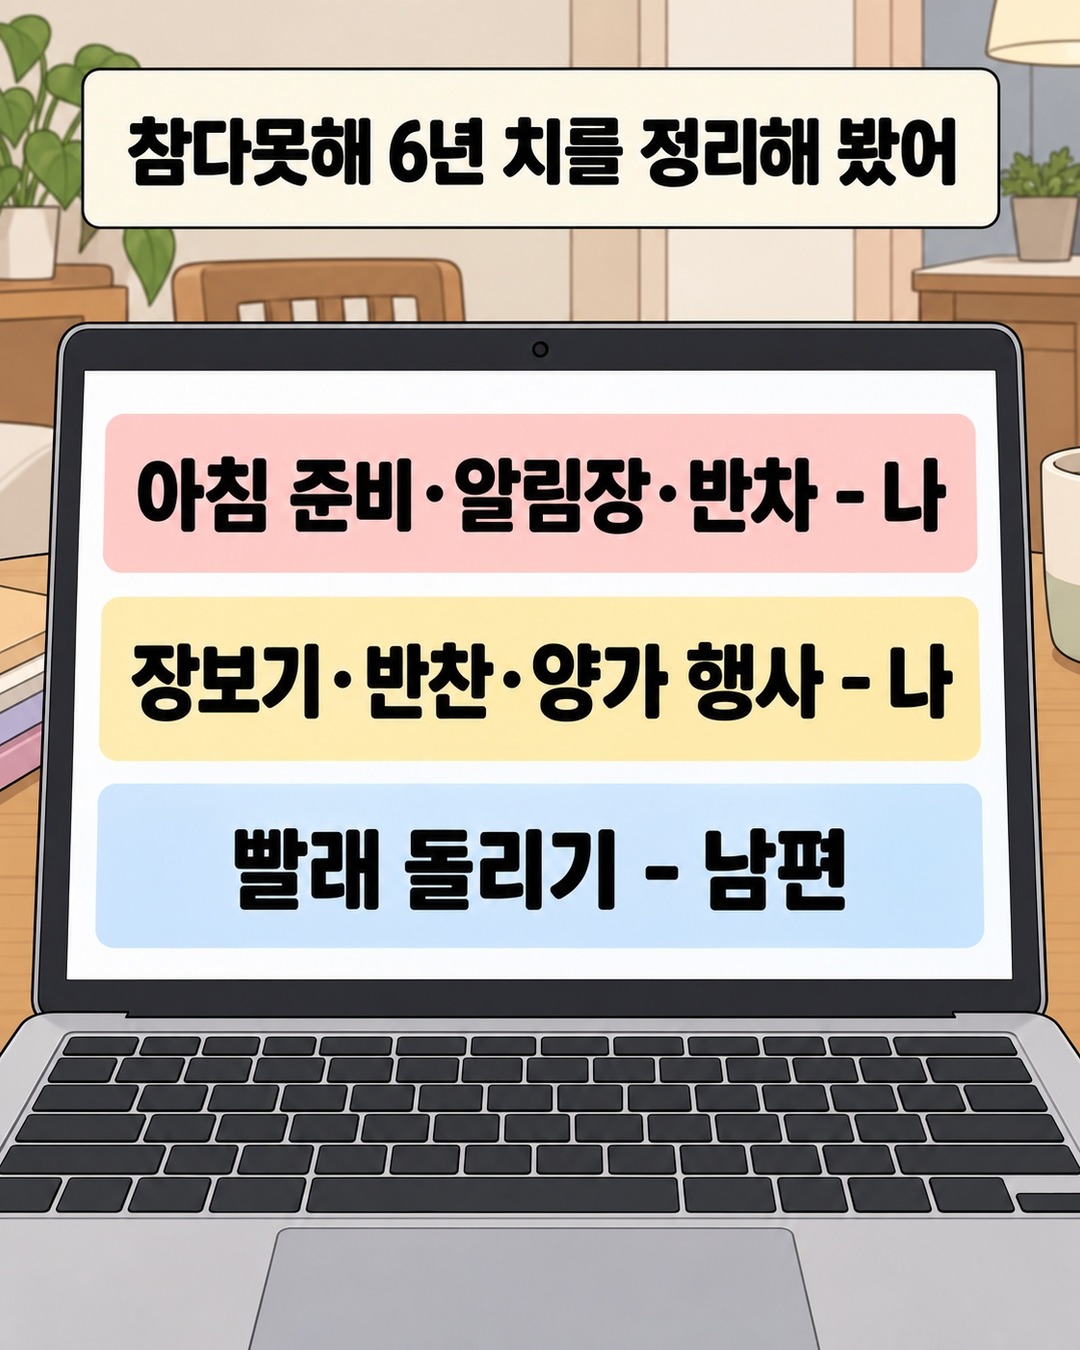 참다못해 6년 치를 정리해 봤어
아침 준비·알림장·반차 - 나
장보기·반찬·양가 행사 - 나
빨래 돌리기 - 남편